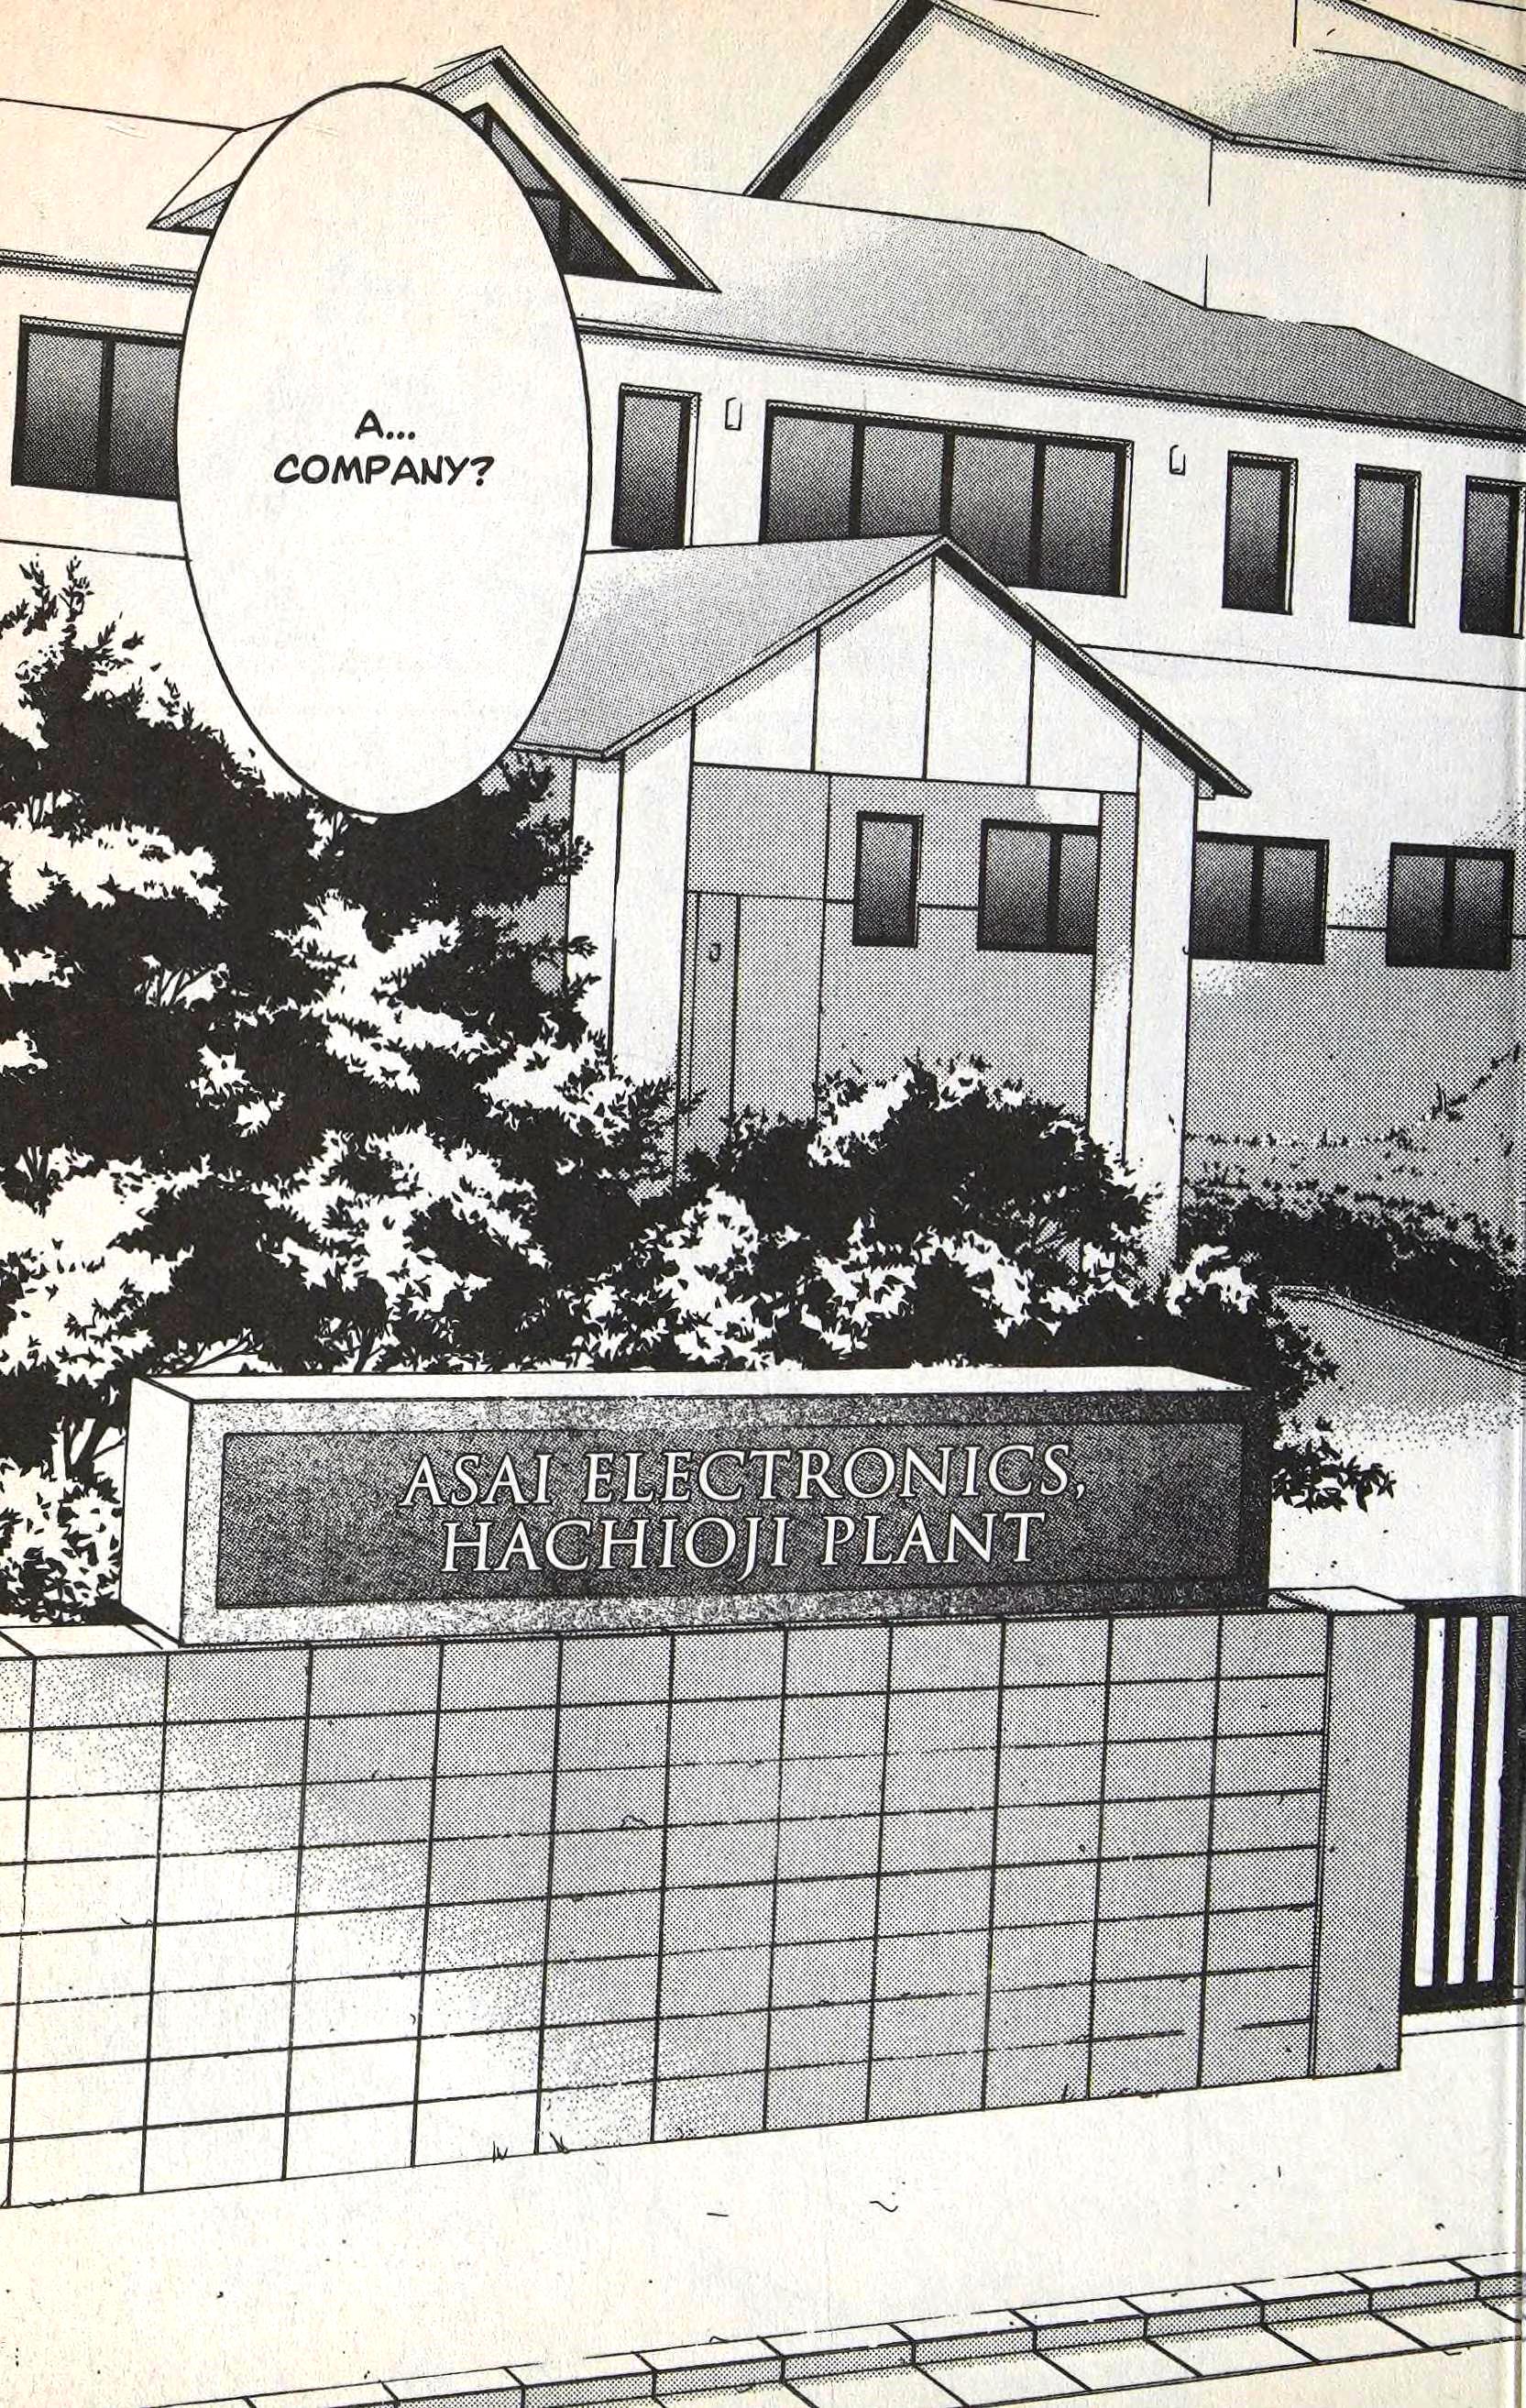 A...
COMPANY?
ASAI ELECTRONICS,
HACHIOJI PLANT